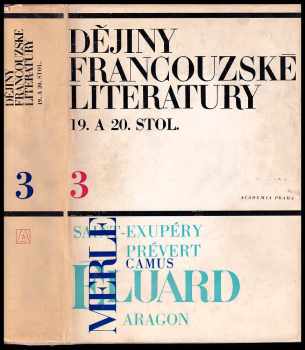 DĚJINY
FRANCOUZSKÉ
LITERATURY
19. A 20. STOL.
3
DĚJINY
FRANCOUZSKÉ
LITERATURY
19. A 20. STOL.
3
ACADEMIA PRAHA
A
SAINT-EXUPÉRY
PRÉVERT
CAMUS
ELUARD
ARAGON
MERLE